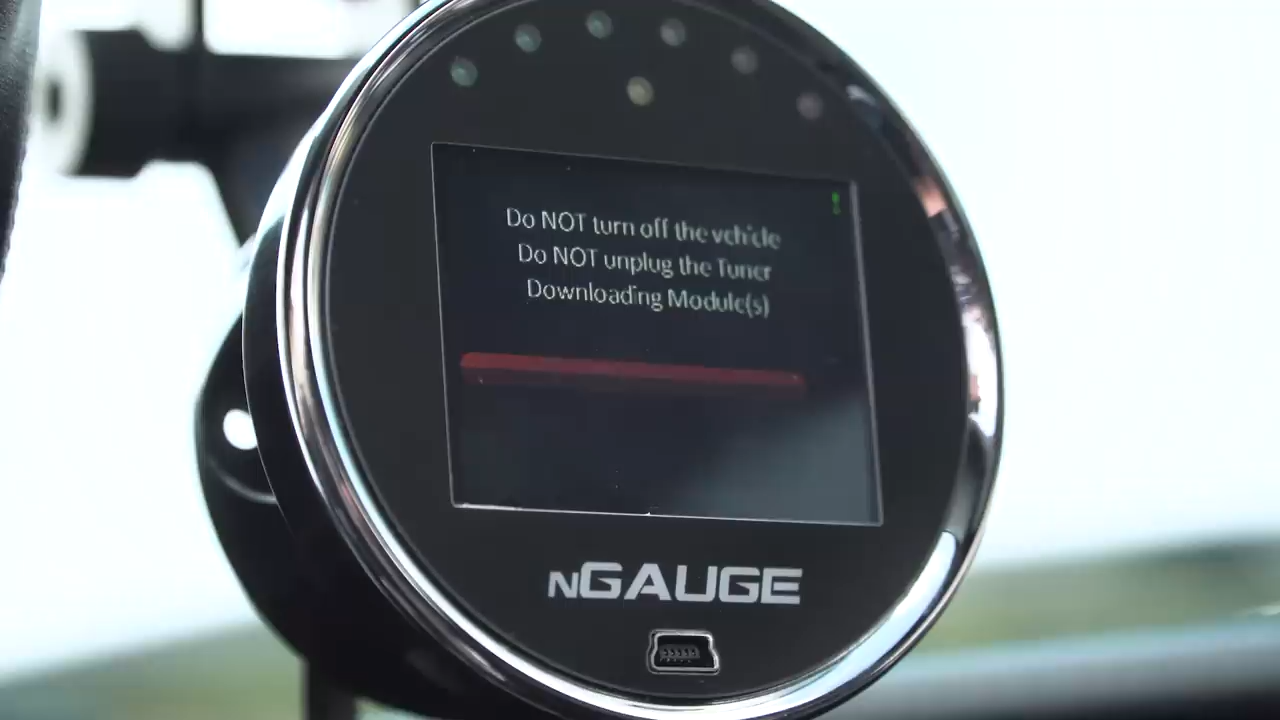 Do NOT turn off the vehicle
Do NOT unplug the Tuner
Downloading Module(s)
nGAUGE